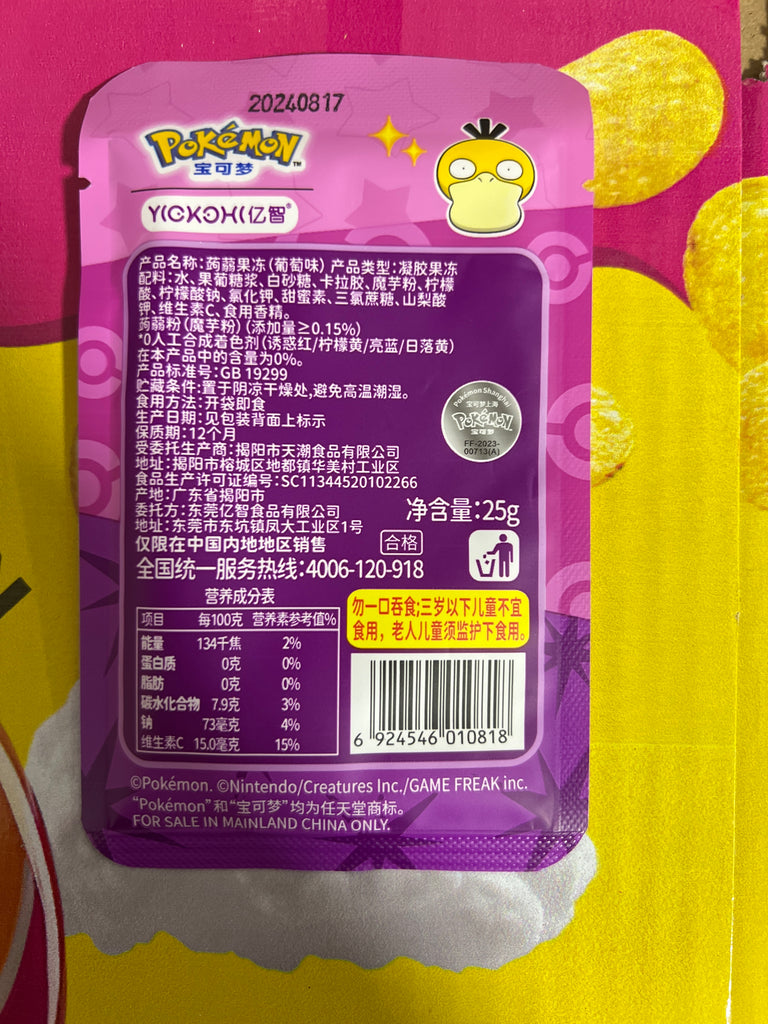 20240817
POKéMON™
宝可梦
YICKOHI亿智®
产品名称:蒟蒻果冻(葡萄味) 产品类型:凝胶果冻
配料:水、果葡糖浆、白砂糖、卡拉胶、魔芋粉、柠檬
酸、柠檬酸钠、氯化钾、甜蜜素、三氯蔗糖、山梨酸
钾、维生素C、食用香精。
蒟蒻粉(魔芋粉)(添加量≥0.15%)
*0人工合成着色剂(诱惑红/柠檬黄/亮蓝/日落黄)
在本产品中的含量为0%。
产品标准号:GB 19299
贮藏条件:置于阴凉干燥处,避免高温潮湿。
食用方法:开袋即食
生产日期:见包装背面上标示
保质期:12个月
受委托生产商:揭阳市天潮食品有限公司
地址:揭阳市榕城区地都镇华美村工业区
食品生产许可证编号:SC11344520102266
产地:广东省揭阳市
委托方:东莞亿智食品有限公司
地址:东莞市东坑镇凤大工业区1号
仅限在中国内地地区销售 合格
全国统一服务热线:4006-120-918
Pokémon Shanghai
宝可梦上海
POKéMON
宝可梦
FF-2023-
00713(A)
净含量:25g
营养成分表
项目 每100克 营养素参考值%
能量 134千焦 2%
蛋白质 0克 0%
脂肪 0克 0%
碳水化合物 7.9克 3%
钠 73毫克 4%
维生素C 15.0毫克 15%
勿一口吞食;三岁以下儿童不宜
食用，老人儿童须监护下食用。
6 924546 010818
©Pokémon. ©Nintendo/Creatures Inc./GAME FREAK inc.
“Pokémon”和“宝可梦”均为任天堂商标。
FOR SALE IN MAINLAND CHINA ONLY.